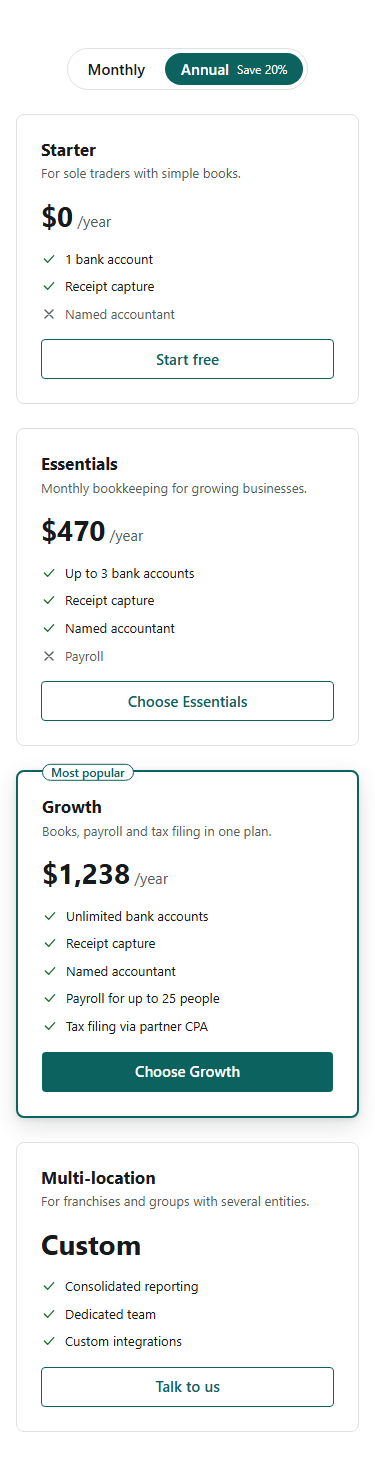 Monthly
Annual Save 20%
Starter
For sole traders with simple books.
$0 /year
1 bank account
Receipt capture
Named accountant
Start free
Essentials
Monthly bookkeeping for growing businesses.
$470 /year
Up to 3 bank accounts
Receipt capture
Named accountant
Payroll
Choose Essentials
Most popular
Growth
Books, payroll and tax filing in one plan.
$1,238 /year
Unlimited bank accounts
Receipt capture
Named accountant
Payroll for up to 25 people
Tax filing via partner CPA
Choose Growth
Multi-location
For franchises and groups with several entities.
Custom
Consolidated reporting
Dedicated team
Custom integrations
Talk to us